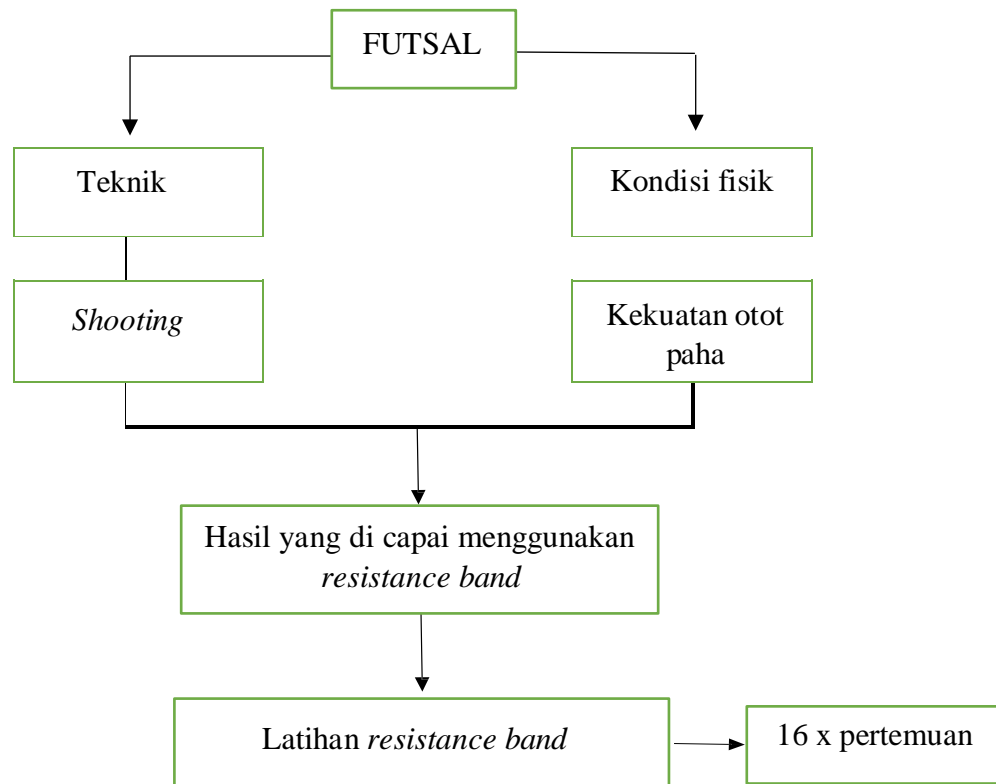 FUTSAL
Teknik
Kondisi fisik
Shooting
Kekuatan otot
paha
Hasil yang di capai menggunakan
resistance band
Latihan resistance band
16 x pertemuan